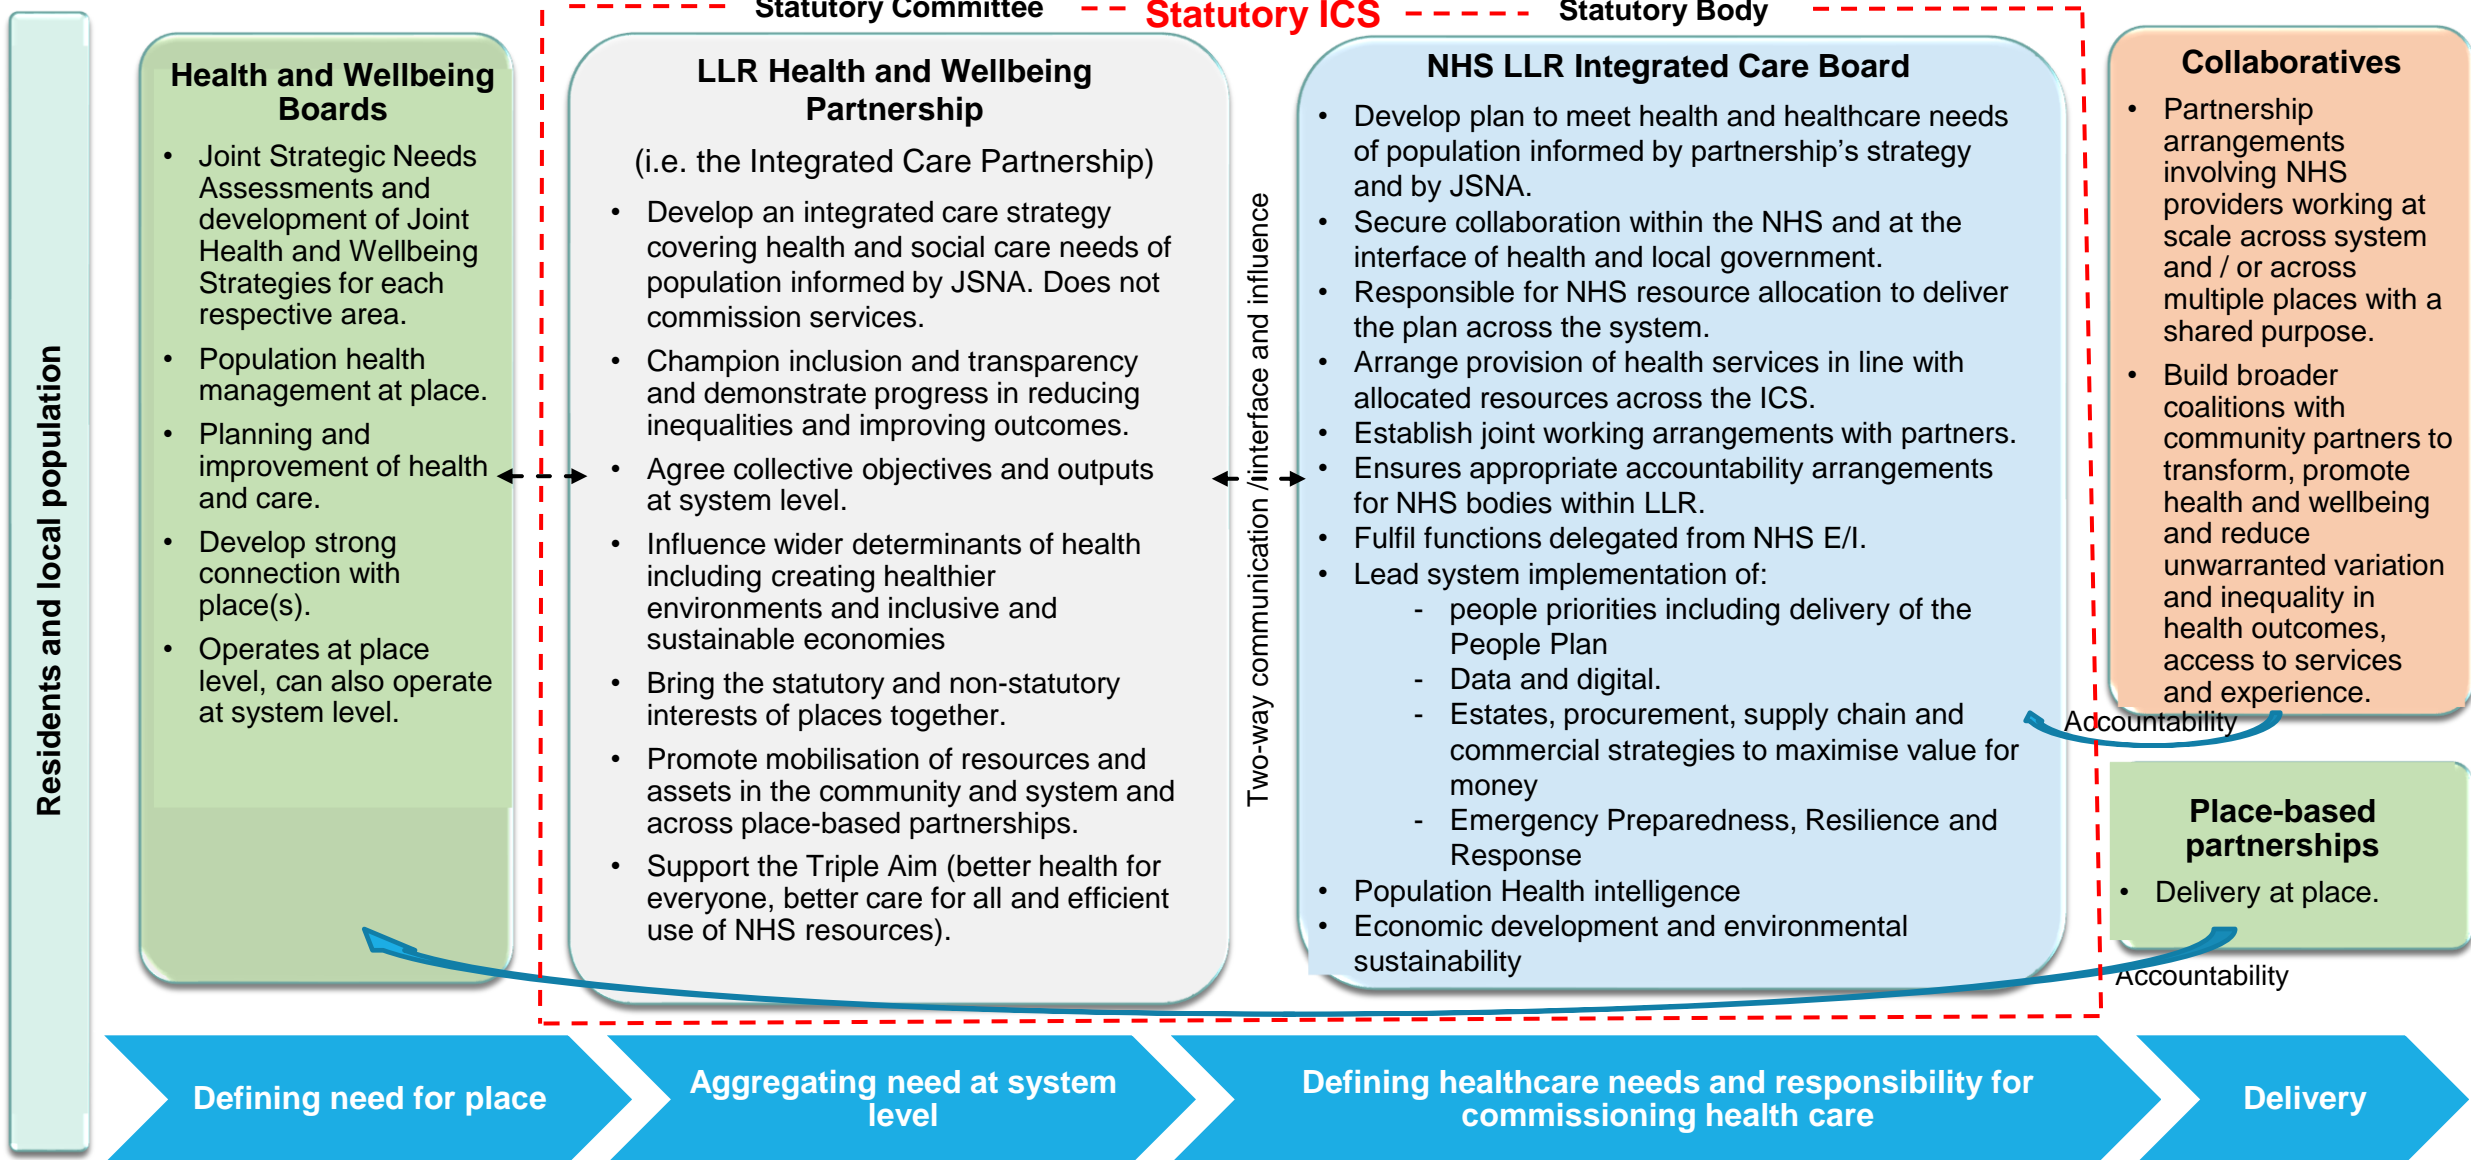 Statutory Committee
Statutory ICS
Statutory Body
Residents and local population
Health and Wellbeing
Boards
• Joint Strategic Needs
Assessments and
development of Joint
Health and Wellbeing
Strategies for each
respective area.
• Population health
management at place.
• Planning and
improvement of health
and care.
• Develop strong
connection with
place(s).
• Operates at place
level, can also operate
at system level.
LLR Health and Wellbeing
Partnership
(i.e. the Integrated Care Partnership)
• Develop an integrated care strategy
covering health and social care needs of
population informed by JSNA. Does not
commission services.
• Champion inclusion and transparency
and demonstrate progress in reducing
inequalities and improving outcomes.
• Agree collective objectives and outputs
at system level.
• Influence wider determinants of health
including creating healthier
environments and inclusive and
sustainable economies
• Bring the statutory and non-statutory
interests of places together.
• Promote mobilisation of resources and
assets in the community and system and
across place-based partnerships.
• Support the Triple Aim (better health for
everyone, better care for all and efficient
use of NHS resources).
Two-way communication /interface and influence
NHS LLR Integrated Care Board
• Develop plan to meet health and healthcare needs
of population informed by partnership’s strategy
and by JSNA.
• Secure collaboration within the NHS and at the
interface of health and local government.
• Responsible for NHS resource allocation to deliver
the plan across the system.
• Arrange provision of health services in line with
allocated resources across the ICS.
• Establish joint working arrangements with partners.
• Ensures appropriate accountability arrangements
for NHS bodies within LLR.
• Fulfil functions delegated from NHS E/I.
• Lead system implementation of:
- people priorities including delivery of the
People Plan
- Data and digital.
- Estates, procurement, supply chain and
commercial strategies to maximise value for
money
- Emergency Preparedness, Resilience and
Response
• Population Health intelligence
• Economic development and environmental
sustainability
Collaboratives
• Partnership
arrangements
involving NHS
providers working at
scale across system
and / or across
multiple places with a
shared purpose.
• Build broader
coalitions with
community partners to
transform, promote
health and wellbeing
and reduce
unwarranted variation
and inequality in
health outcomes,
access to services
and experience.
Accountability
Place-based
partnerships
• Delivery at place.
Accountability
Defining need for place
Aggregating need at system
level
Defining healthcare needs and responsibility for
commissioning health care
Delivery